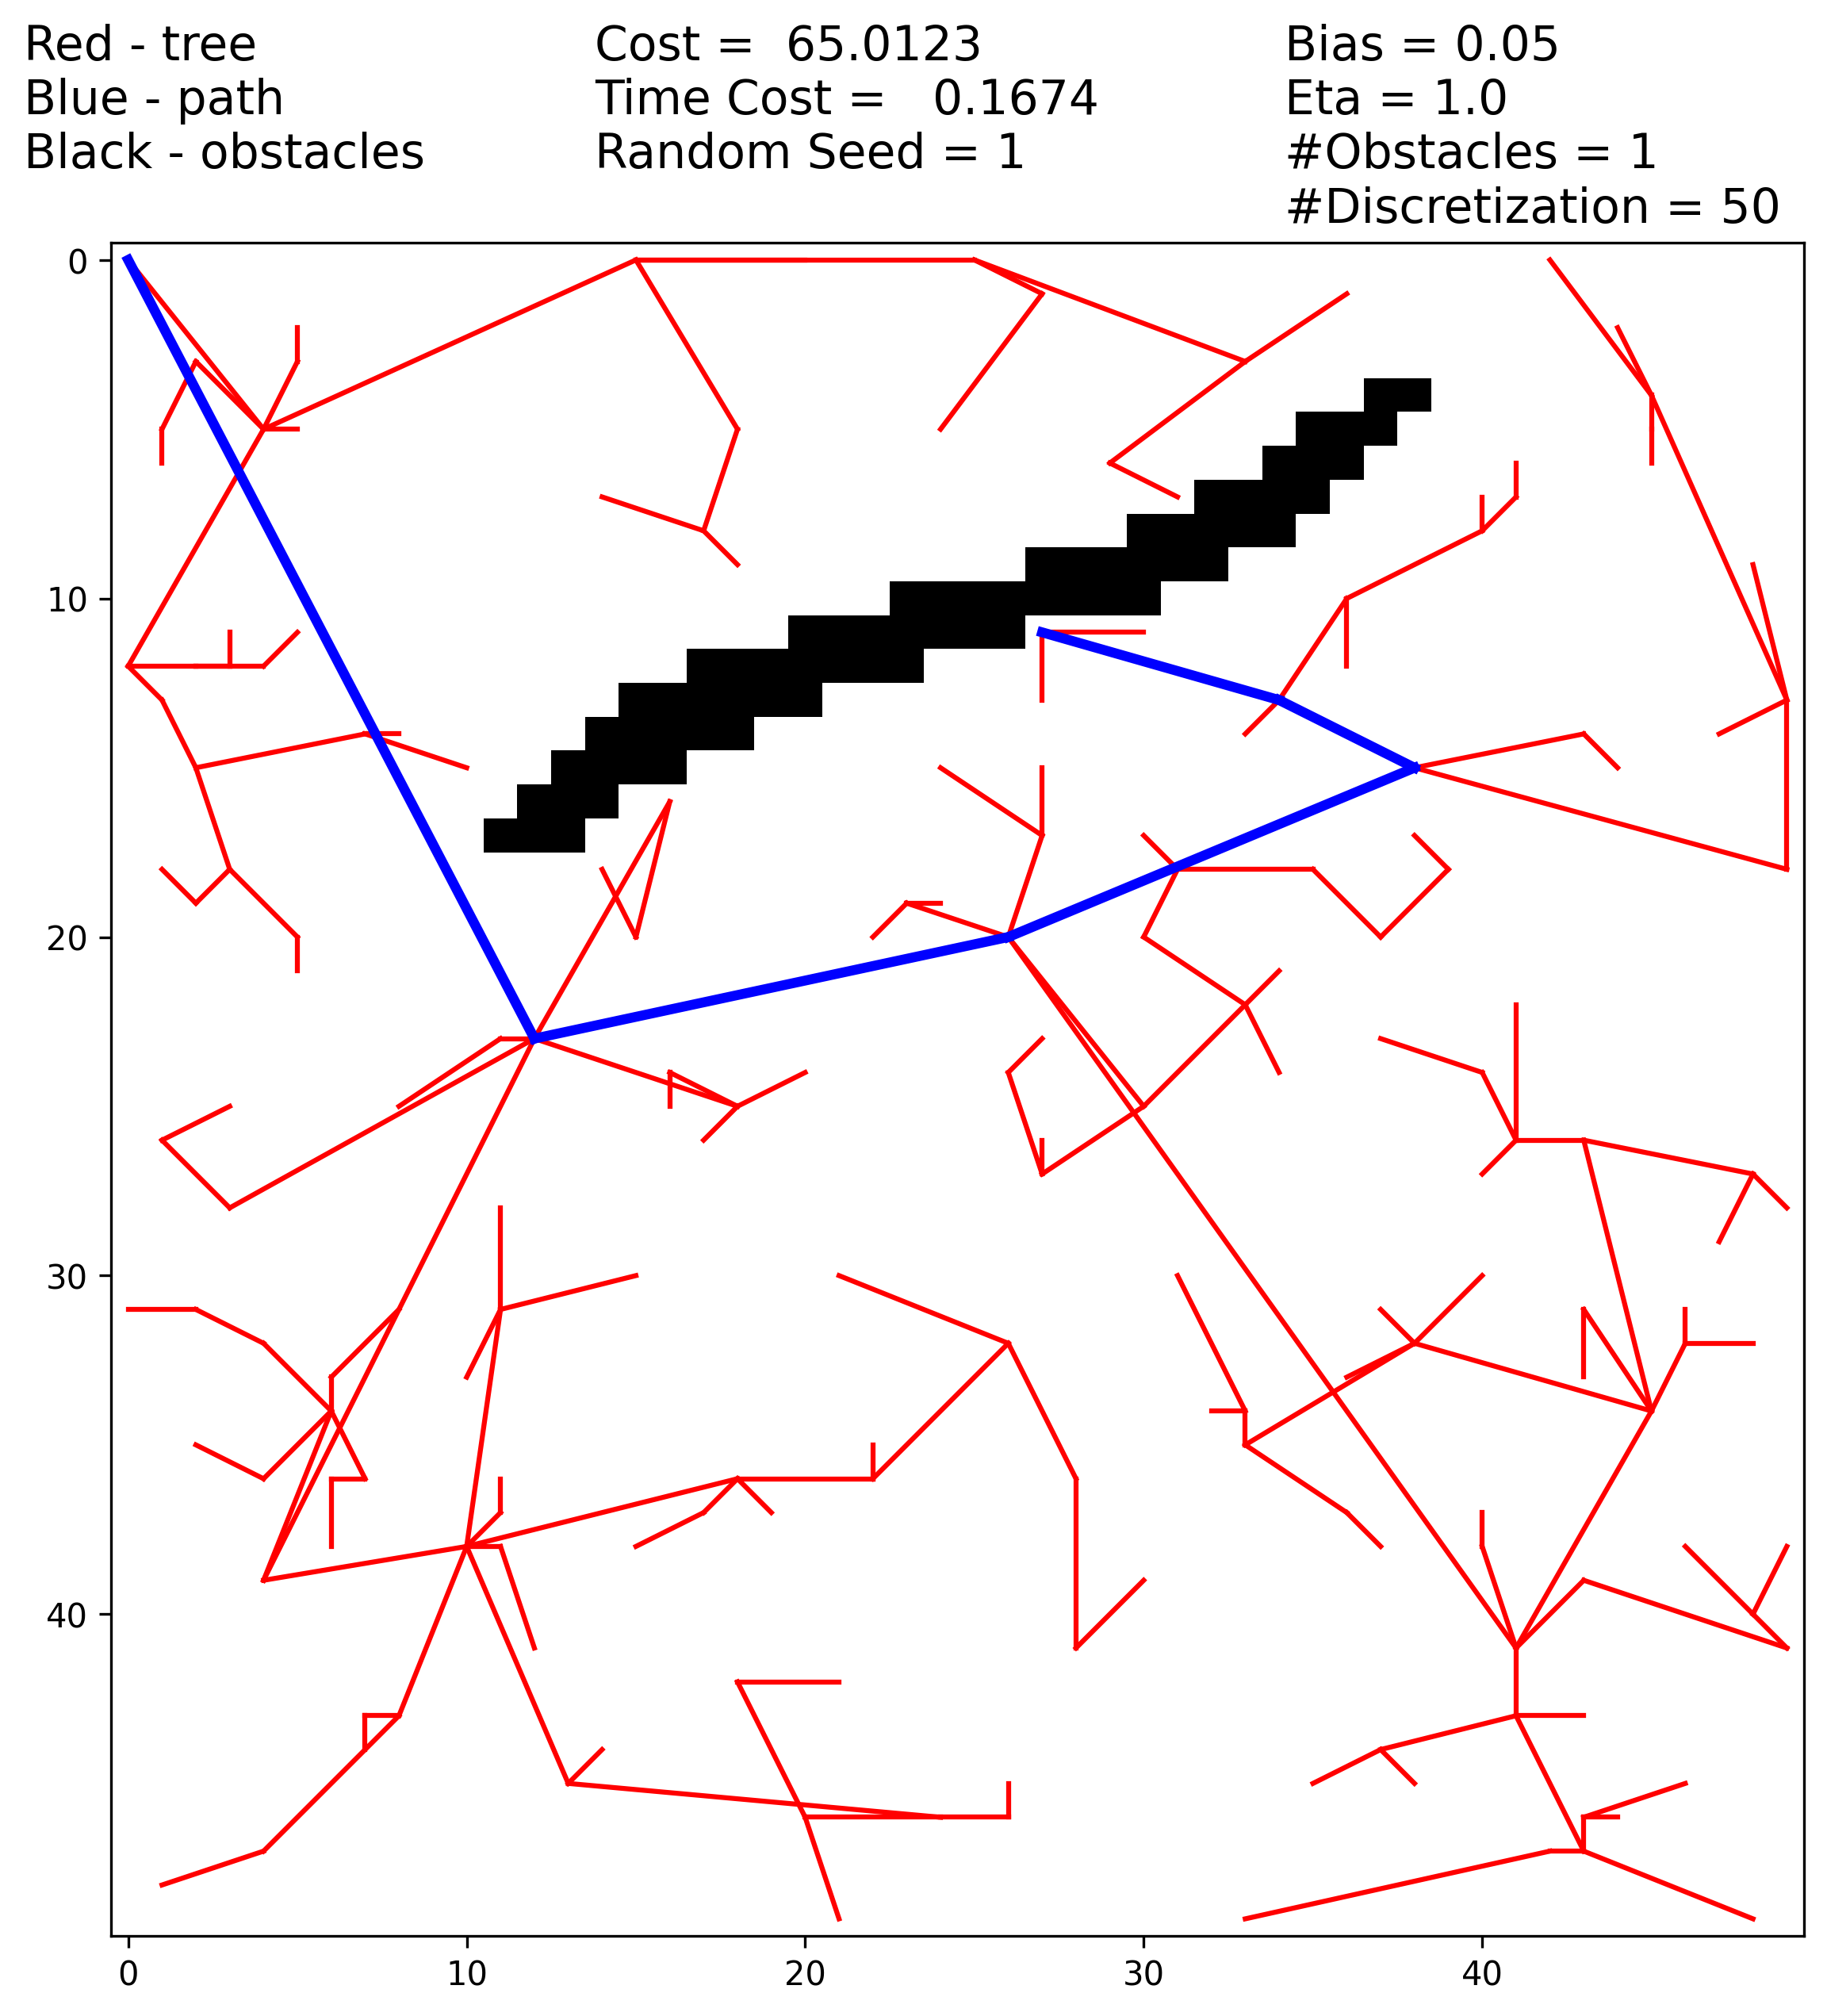 Red - tree
Blue - path
Black - obstacles
Cost =  65.0123
Time Cost =   0.1674
Random Seed = 1
Bias = 0.05
Eta = 1.0
#Obstacles = 1
#Discretization = 50
0
10
20
30
40
0
10
20
30
40